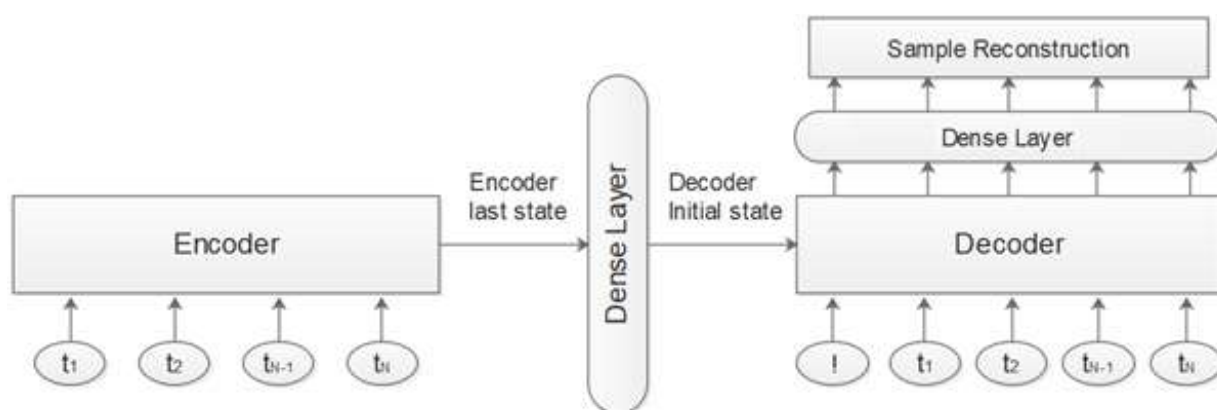 Sample Reconstruction
Dense Layer
Encoder
last state
Dense Layer
Decoder
Initial state
Encoder
Decoder
t₁
t₂
tₙ₋₁
tₙ
!
t₁
t₂
tₙ₋₁
tₙ